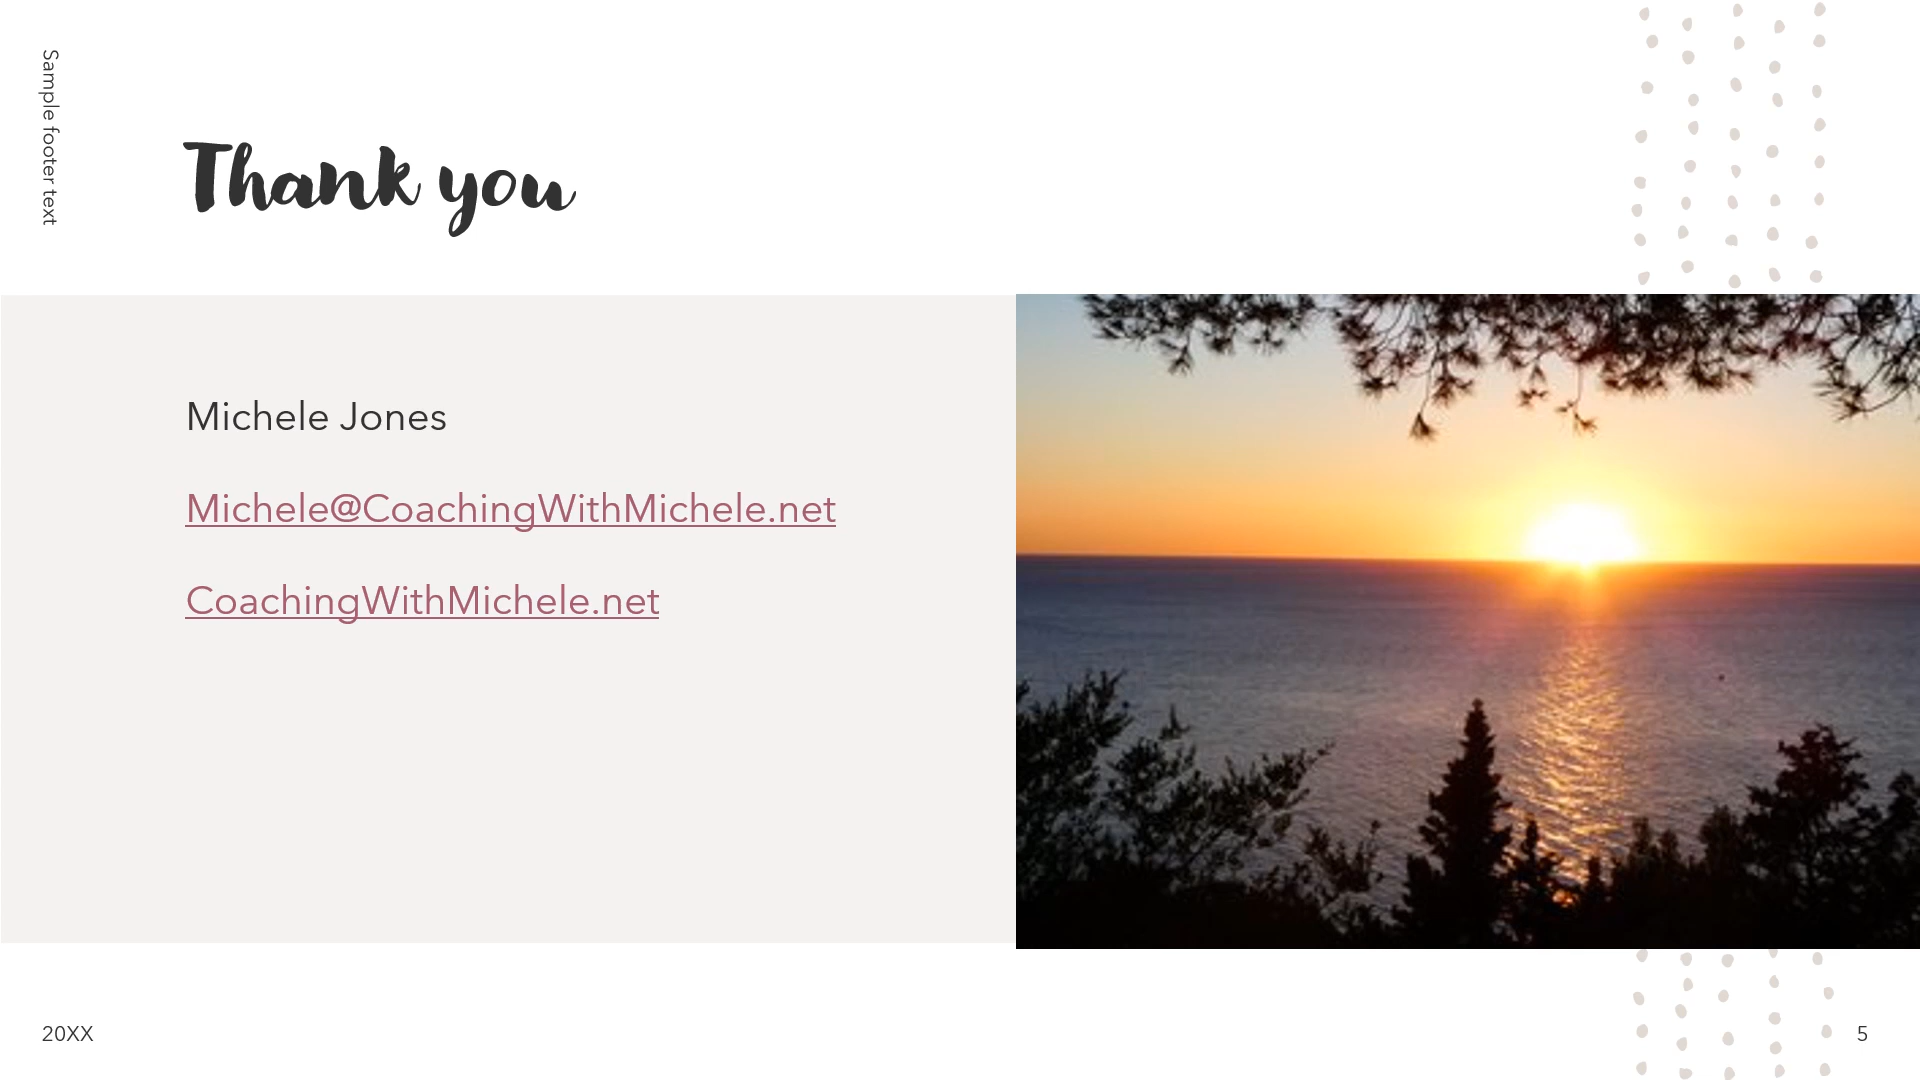 Sample footer text
Thank you
Michele Jones
Michele@CoachingWithMichele.net
CoachingWithMichele.net
20XX
5